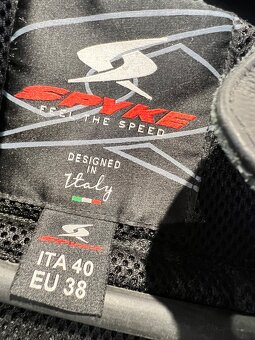 SPYKE
FEEL THE SPEED
DESIGNED
IN
Italy
SPYKE
ITA 40
EU 38